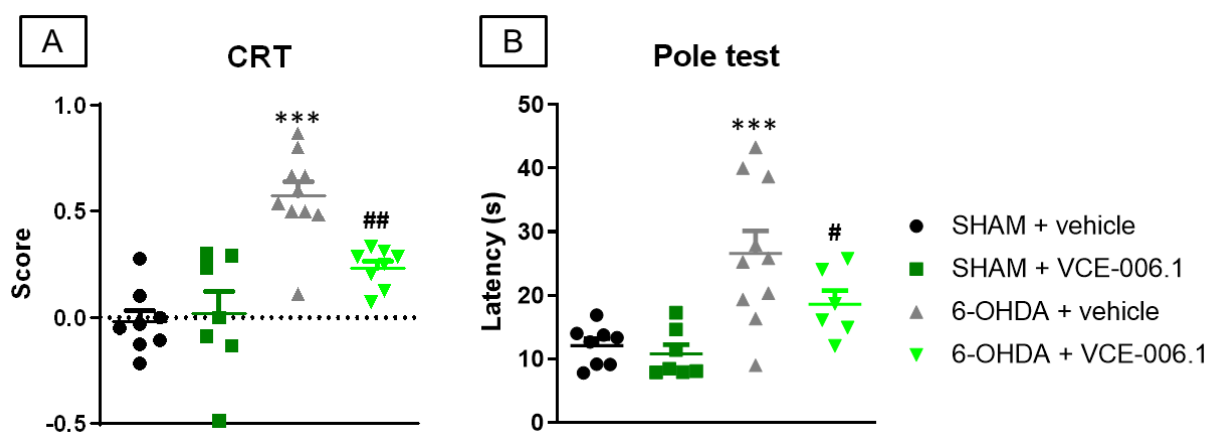 A
CRT
Score
1.0
0.5
0.0
-0.5
***
##
B
Pole test
Latency (s)
50
40
30
20
10
0
***
#
SHAM + vehicle
SHAM + VCE-006.1
6-OHDA + vehicle
6-OHDA + VCE-006.1